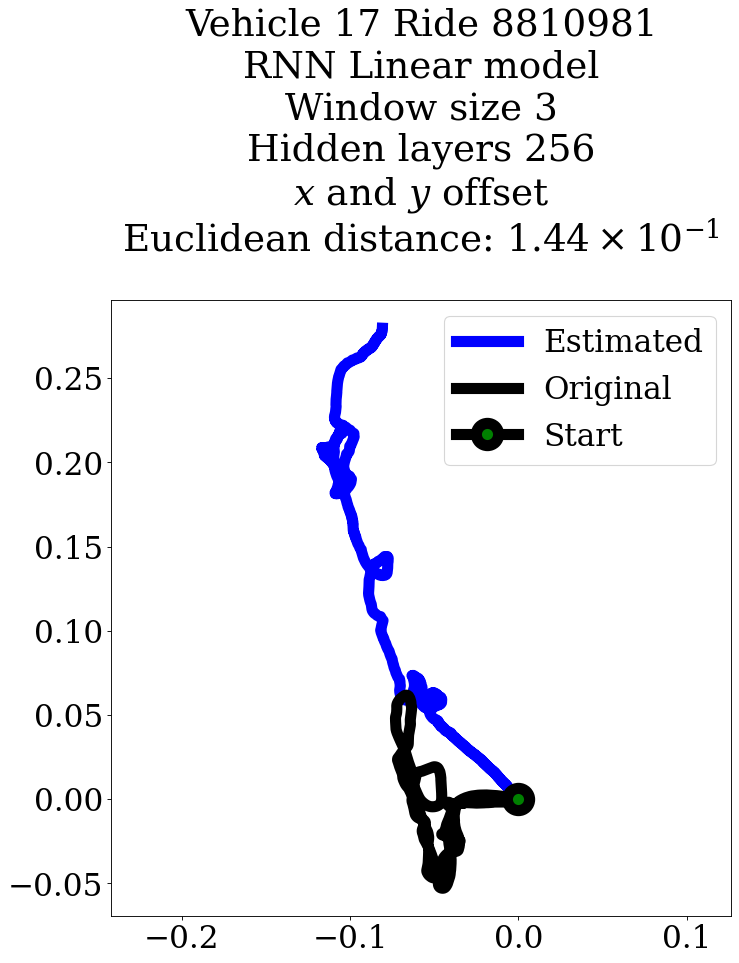 Vehicle 17 Ride 8810981
RNN Linear model
Window size 3
Hidden layers 256
x and y offset
Euclidean distance: 1.44 × 10⁻¹
Estimated
Original
Start
0.25
0.20
0.15
0.10
0.05
0.00
−0.05
−0.2
−0.1
0.0
0.1